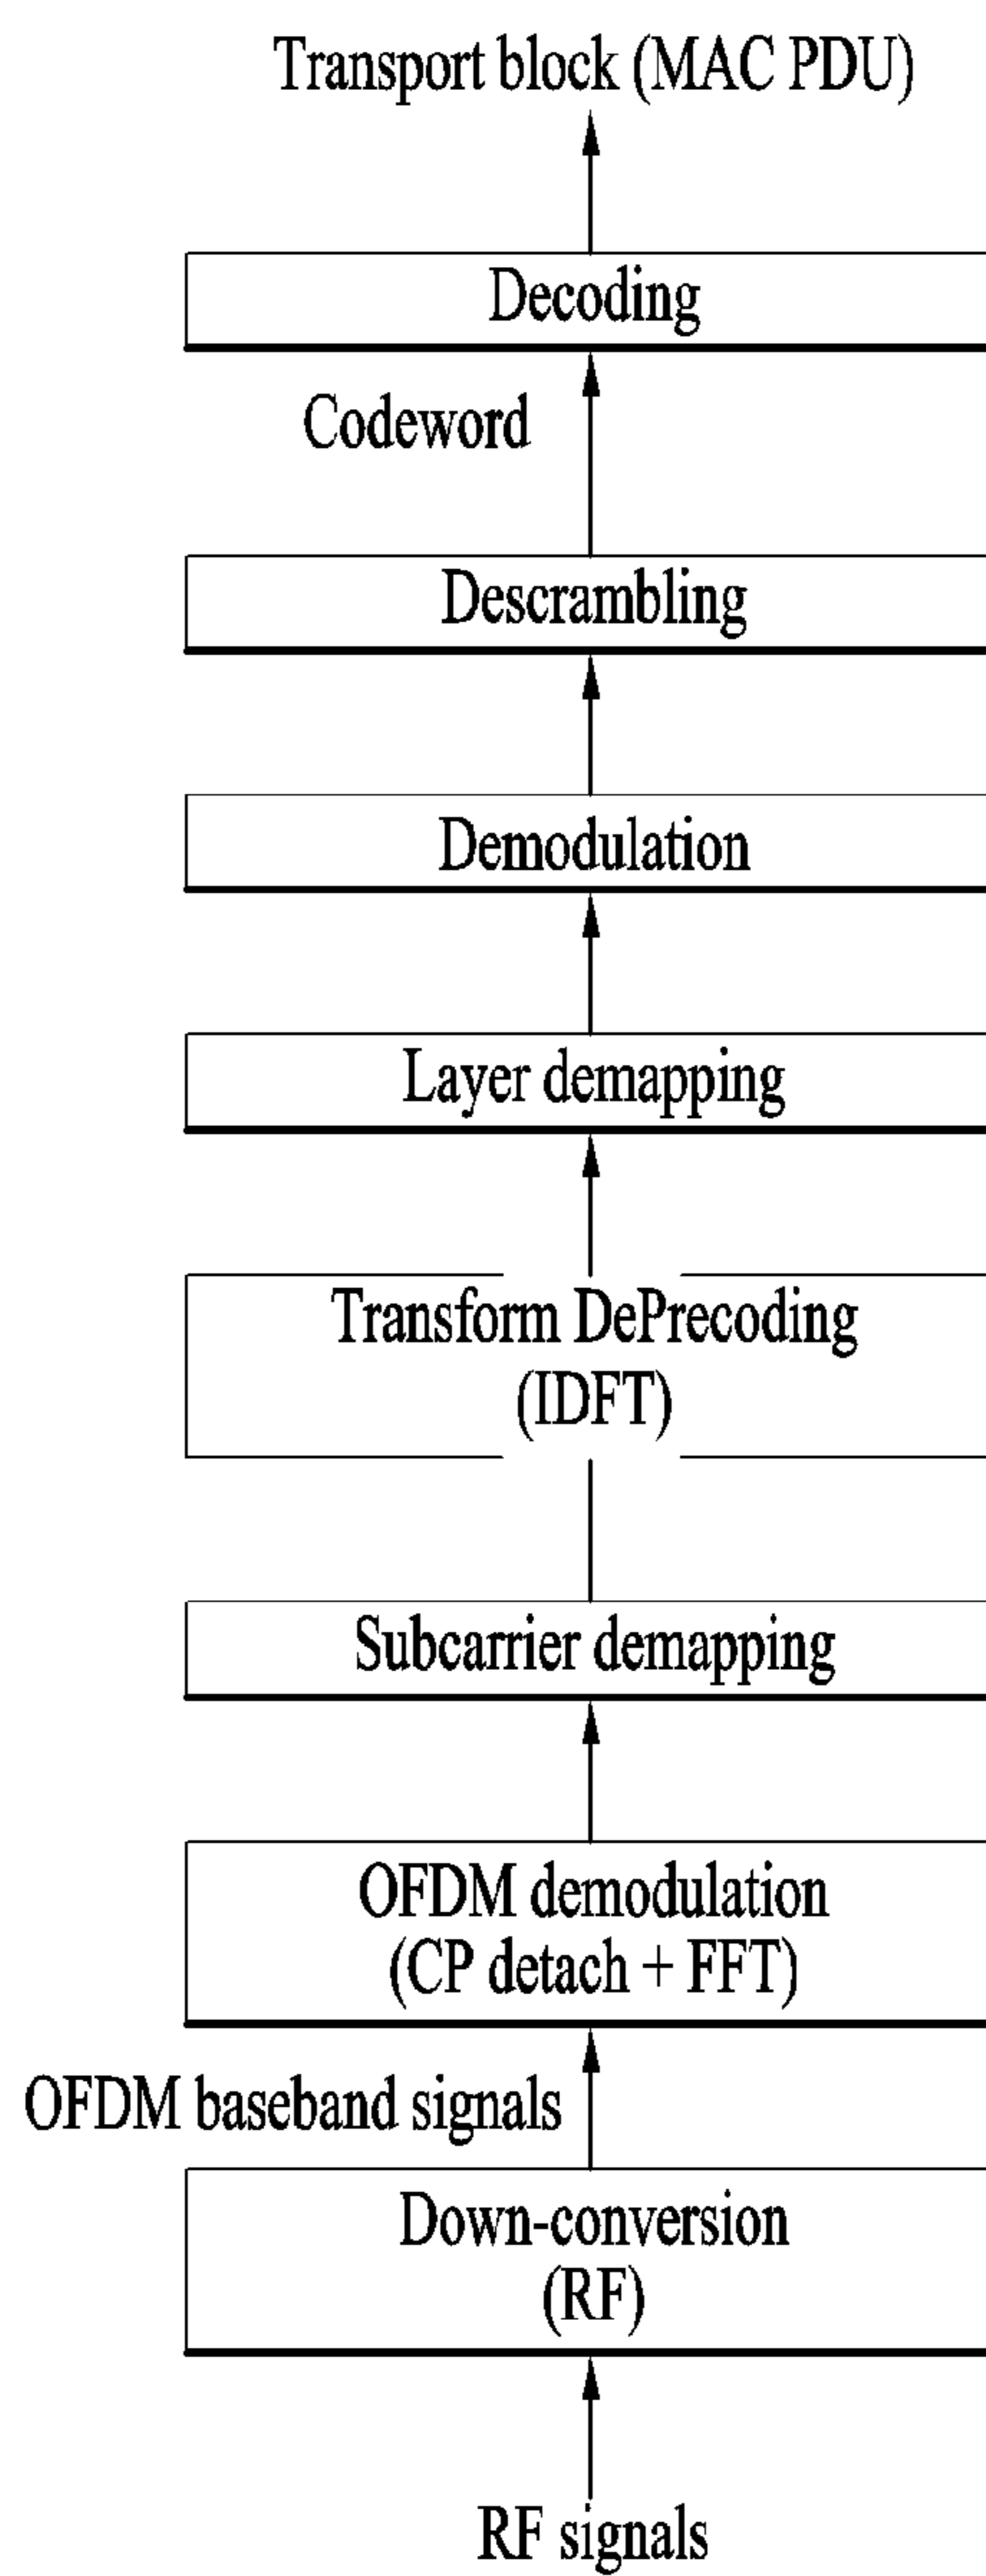 Transport block (MAC PDU)
Decoding
Codeword
Descrambling
Demodulation
Layer demapping
Transform DePrecoding
(IDFT)
Subcarrier demapping
OFDM demodulation
(CP detach + FFT)
OFDM baseband signals
Down-conversion
(RF)
RF signals